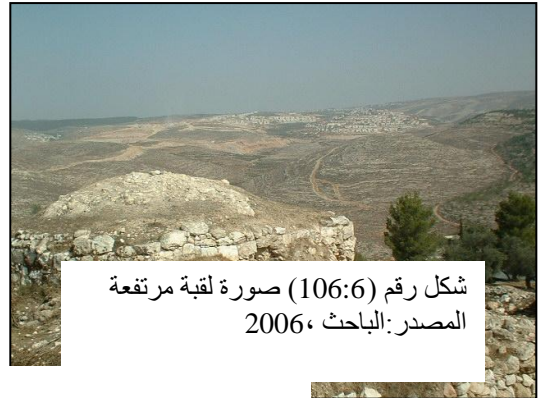 شكل رقم (106:6) صورة لقبة مرتفعة
المصدر:الباحث ،2006